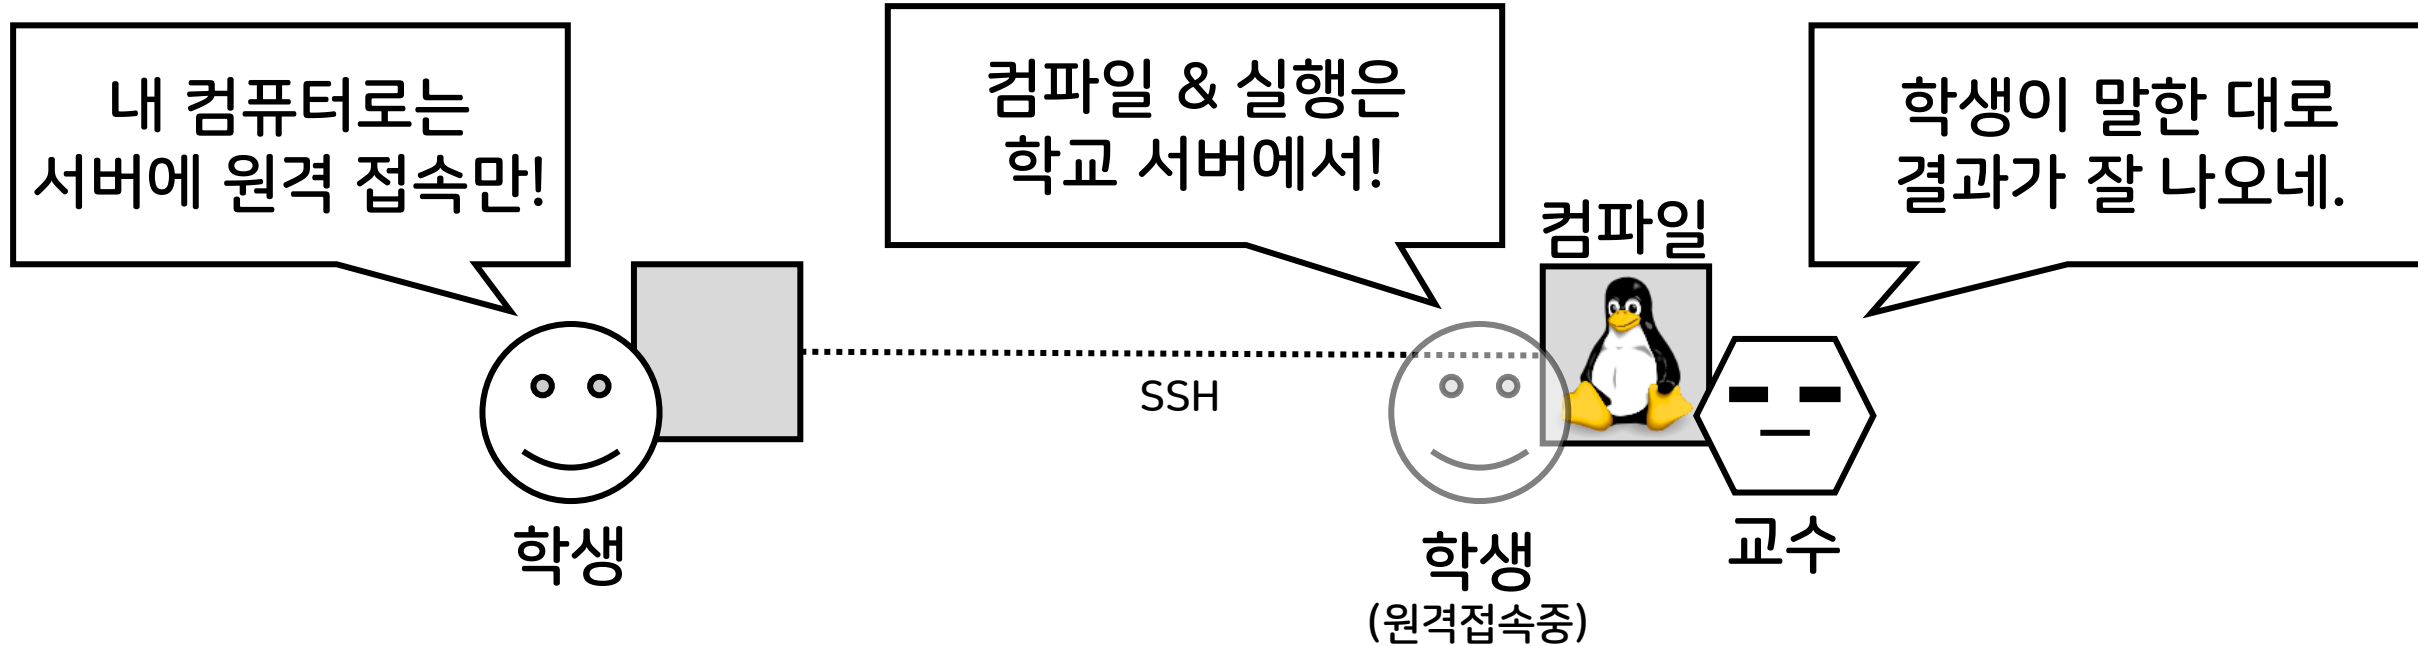 내 컴퓨터로는
서버에 원격 접속만!
컴파일 & 실행은
학교 서버에서!
학생이 말한 대로
결과가 잘 나오네.
컴파일
SSH
학생
학생
(원격접속중)
교수